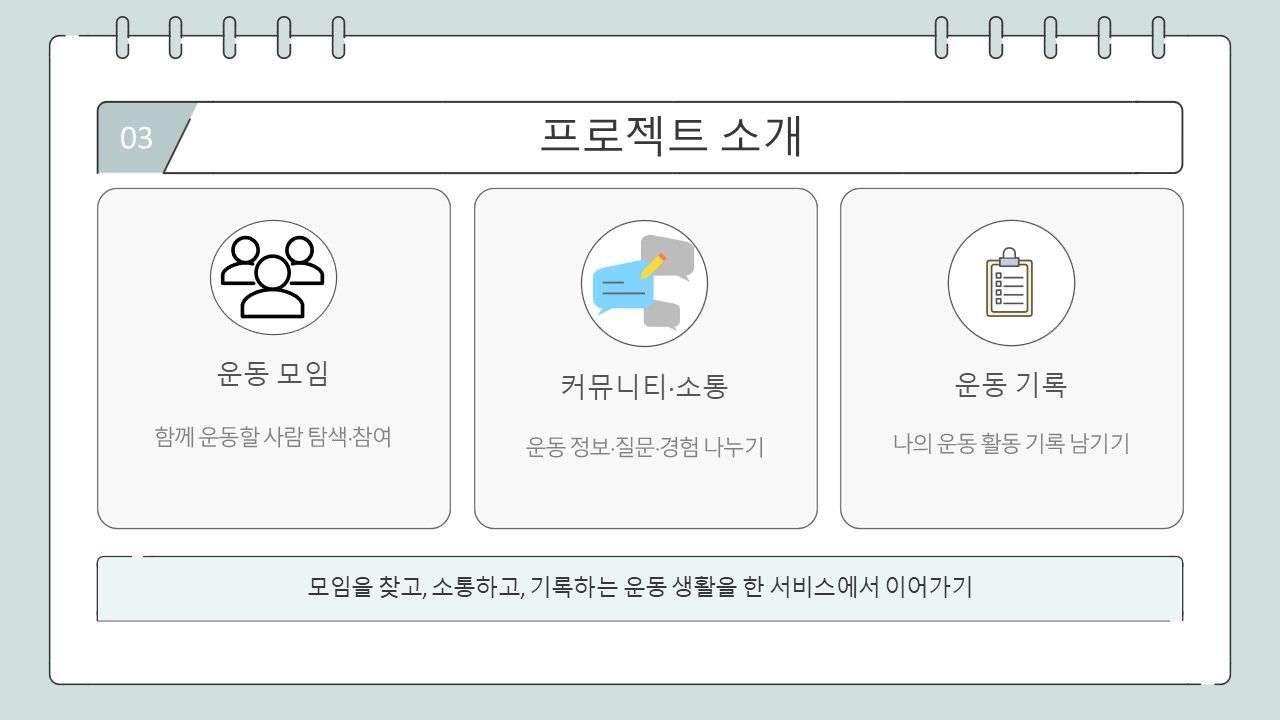 03
프로젝트 소개
운동 모임
함께 운동할 사람 탐색·참여
커뮤니티·소통
운동 정보·질문·경험 나누기
운동 기록
나의 운동 활동 기록 남기기
모임을 찾고, 소통하고, 기록하는 운동 생활을 한 서비스에서 이어가기